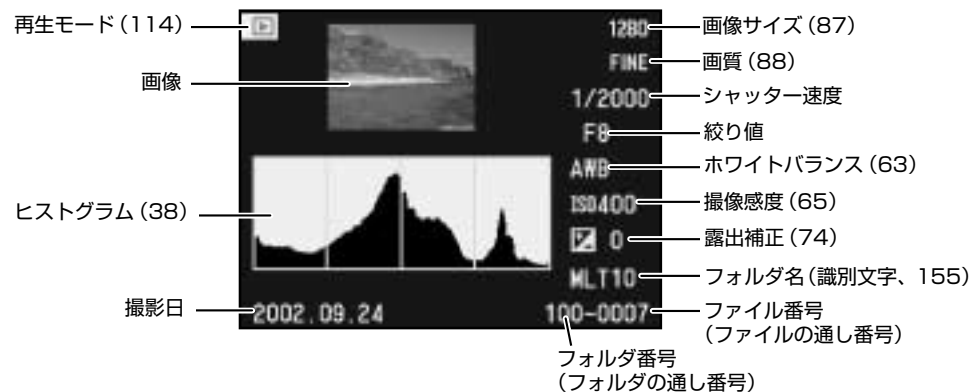 再生モード(114)
画像
ヒストグラム(38)
撮影日
1280
FINE
1/2000
F8
AWB
ISO400
0
MLT10
2002.09.24
100-0007
画像サイズ(87)
画質(88)
シャッター速度
絞り値
ホワイトバランス(63)
撮像感度(65)
露出補正(74)
フォルダ名(識別文字、155)
ファイル番号
(ファイルの通し番号)
フォルダ番号
(フォルダの通し番号)